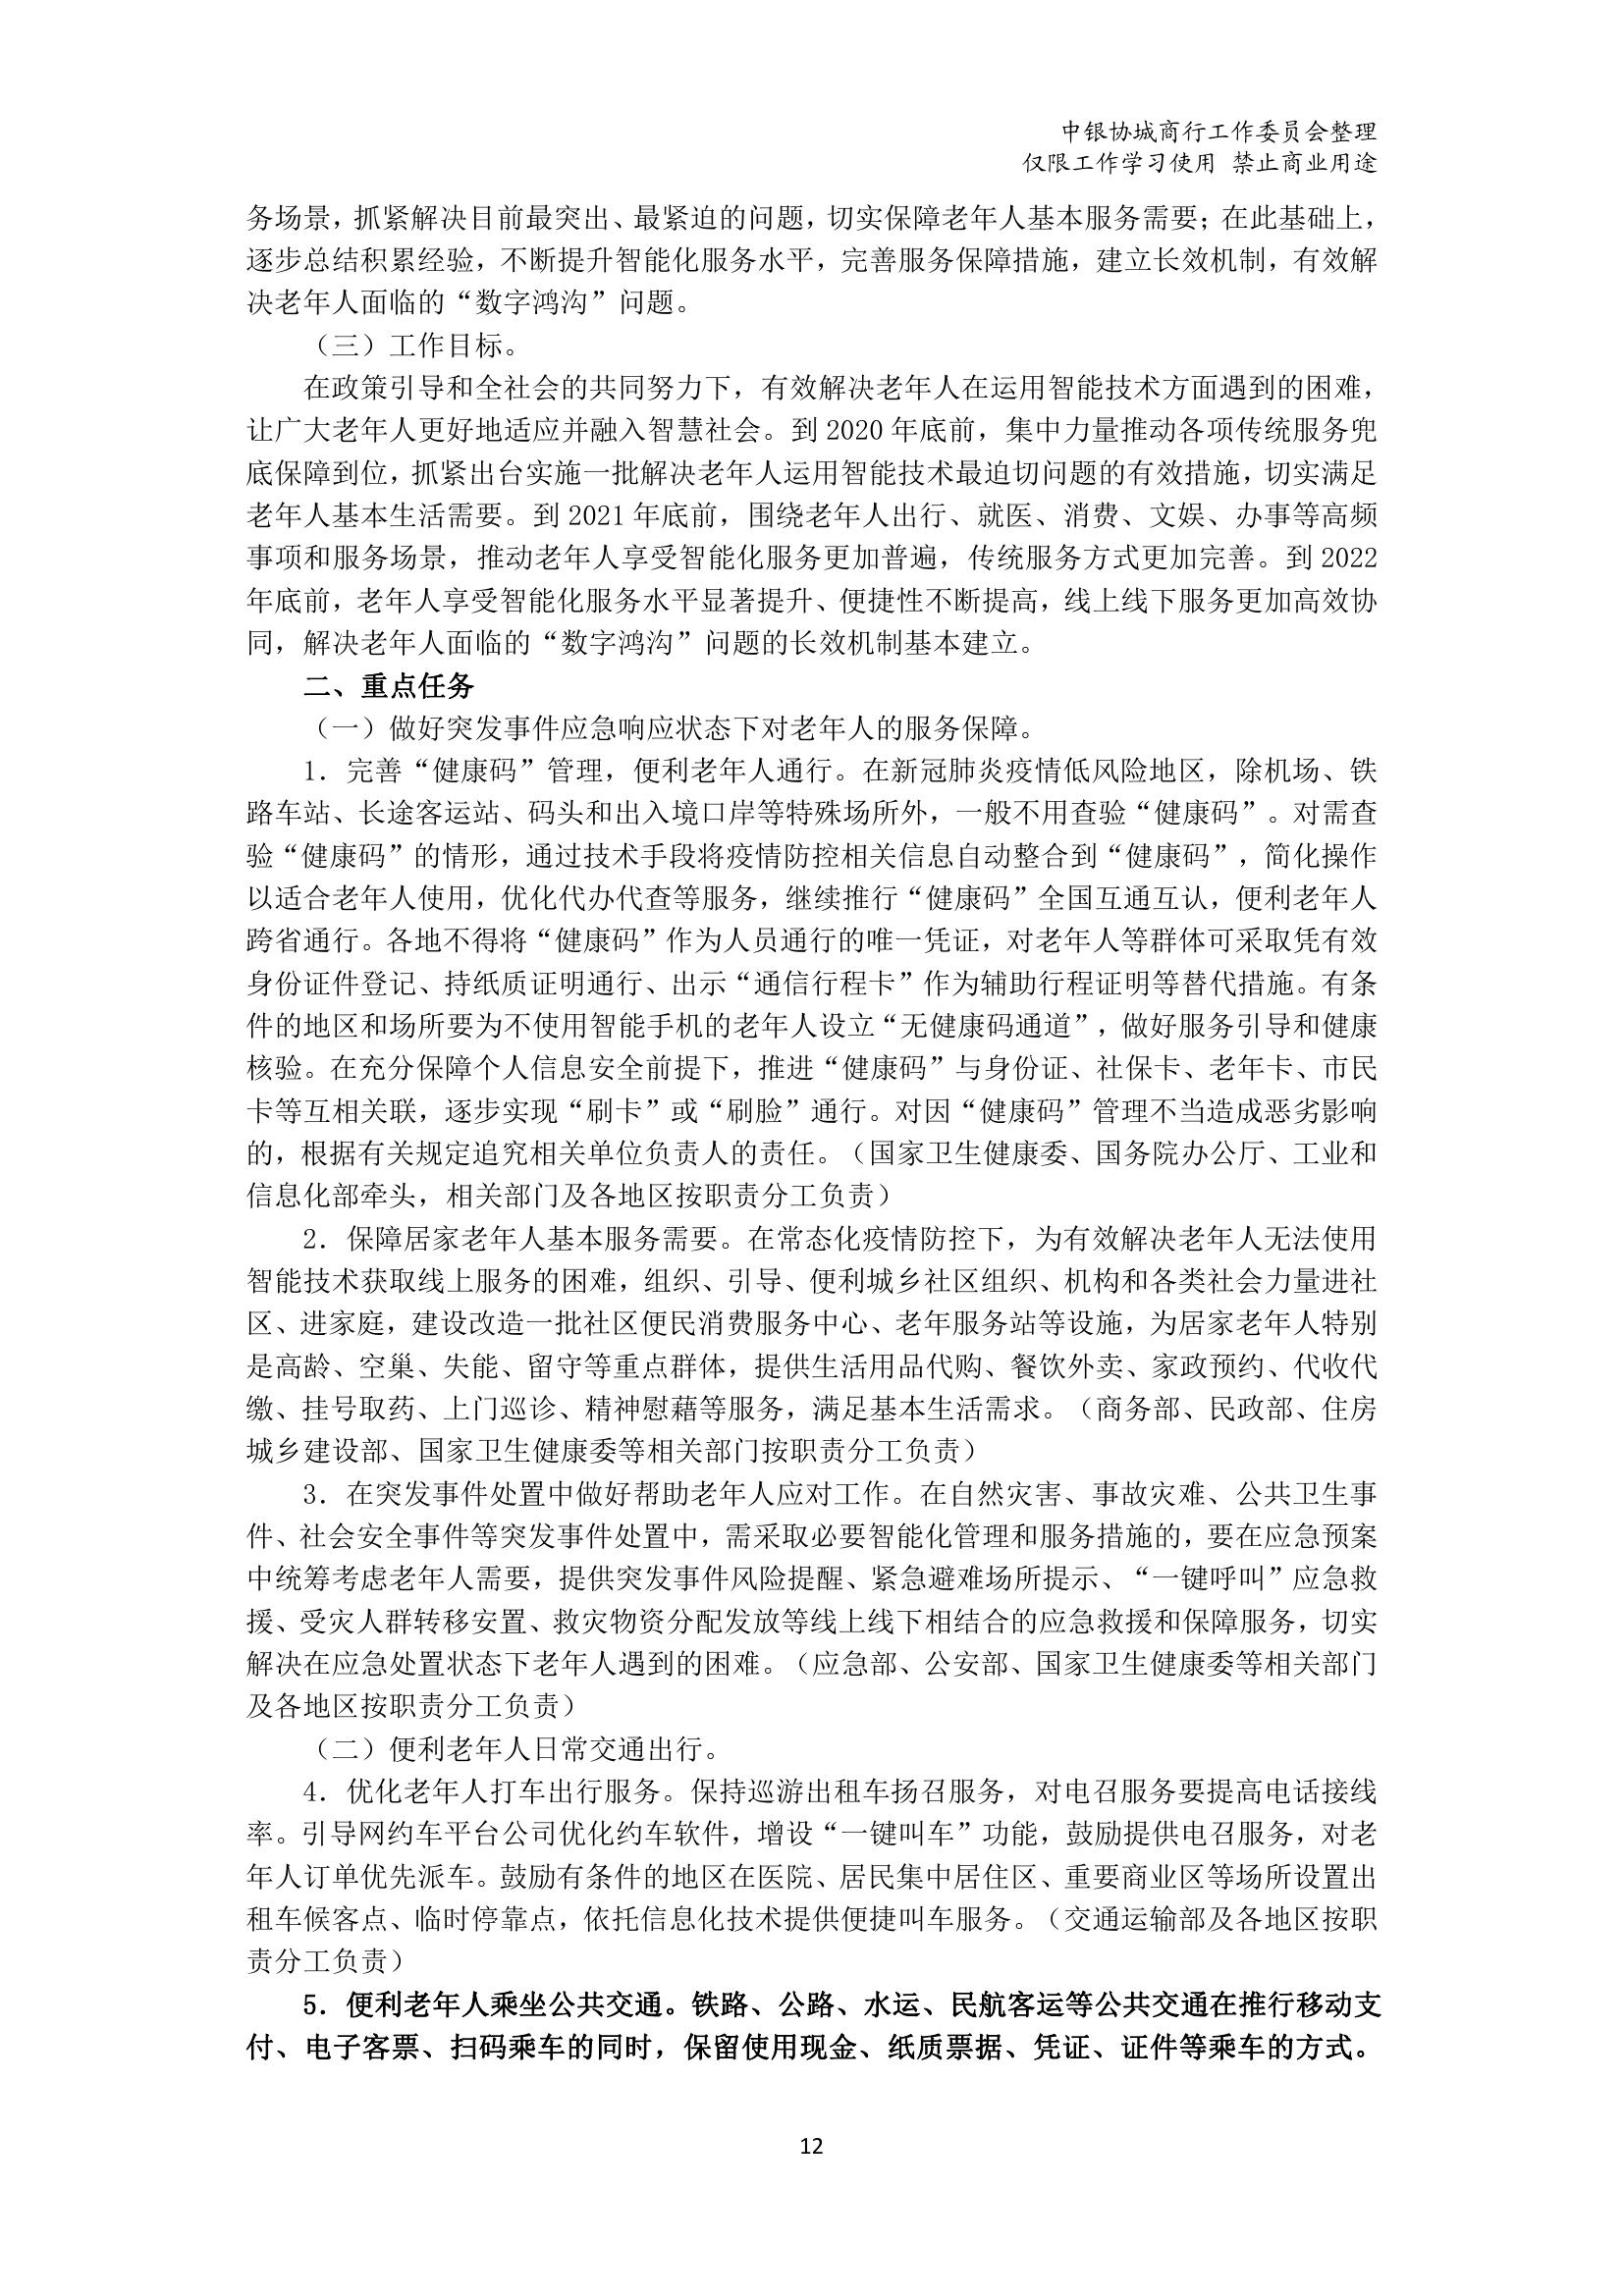 中银协城商行工作委员会整理
仅限工作学习使用 禁止商业用途
务场景，抓紧解决目前最突出、最紧迫的问题，切实保障老年人基本服务需要；在此基础上，
逐步总结积累经验，不断提升智能化服务水平，完善服务保障措施，建立长效机制，有效解
决老年人面临的“数字鸿沟”问题。
（三）工作目标。
在政策引导和全社会的共同努力下，有效解决老年人在运用智能技术方面遇到的困难，
让广大老年人更好地适应并融入智慧社会。到 2020 年底前，集中力量推动各项传统服务兜
底保障到位，抓紧出台实施一批解决老年人运用智能技术最迫切问题的有效措施，切实满足
老年人基本生活需要。到 2021 年底前，围绕老年人出行、就医、消费、文娱、办事等高频
事项和服务场景，推动老年人享受智能化服务更加普遍，传统服务方式更加完善。到 2022
年底前，老年人享受智能化服务水平显著提升、便捷性不断提高，线上线下服务更加高效协
同，解决老年人面临的“数字鸿沟”问题的长效机制基本建立。
二、重点任务
（一）做好突发事件应急响应状态下对老年人的服务保障。
1．完善“健康码”管理，便利老年人通行。在新冠肺炎疫情低风险地区，除机场、铁
路车站、长途客运站、码头和出入境口岸等特殊场所外，一般不用查验“健康码”。对需查
验“健康码”的情形，通过技术手段将疫情防控相关信息自动整合到“健康码”，简化操作
以适合老年人使用，优化代办代查等服务，继续推行“健康码”全国互通互认，便利老年人
跨省通行。各地不得将“健康码”作为人员通行的唯一凭证，对老年人等群体可采取凭有效
身份证件登记、持纸质证明通行、出示“通信行程卡”作为辅助行程证明等替代措施。有条
件的地区和场所要为不使用智能手机的老年人设立“无健康码通道”，做好服务引导和健康
核验。在充分保障个人信息安全前提下，推进“健康码”与身份证、社保卡、老年卡、市民
卡等互相关联，逐步实现“刷卡”或“刷脸”通行。对因“健康码”管理不当造成恶劣影响
的，根据有关规定追究相关单位负责人的责任。（国家卫生健康委、国务院办公厅、工业和
信息化部牵头，相关部门及各地区按职责分工负责）
2．保障居家老年人基本服务需要。在常态化疫情防控下，为有效解决老年人无法使用
智能技术获取线上服务的困难，组织、引导、便利城乡社区组织、机构和各类社会力量进社
区、进家庭，建设改造一批社区便民消费服务中心、老年服务站等设施，为居家老年人特别
是高龄、空巢、失能、留守等重点群体，提供生活用品代购、餐饮外卖、家政预约、代收代
缴、挂号取药、上门巡诊、精神慰藉等服务，满足基本生活需求。（商务部、民政部、住房
城乡建设部、国家卫生健康委等相关部门按职责分工负责）
3．在突发事件处置中做好帮助老年人应对工作。在自然灾害、事故灾难、公共卫生事
件、社会安全事件等突发事件处置中，需采取必要智能化管理和服务措施的，要在应急预案
中统筹考虑老年人需要，提供突发事件风险提醒、紧急避难场所提示、“一键呼叫”应急救
援、受灾人群转移安置、救灾物资分配发放等线上线下相结合的应急救援和保障服务，切实
解决在应急处置状态下老年人遇到的困难。（应急部、公安部、国家卫生健康委等相关部门
及各地区按职责分工负责）
（二）便利老年人日常交通出行。
4．优化老年人打车出行服务。保持巡游出租车扬召服务，对电召服务要提高电话接线
率。引导网约车平台公司优化约车软件，增设“一键叫车”功能，鼓励提供电召服务，对老
年人订单优先派车。鼓励有条件的地区在医院、居民集中居住区、重要商业区等场所设置出
租车候客点、临时停靠点，依托信息化技术提供便捷叫车服务。（交通运输部及各地区按职
责分工负责）
5．便利老年人乘坐公共交通。铁路、公路、水运、民航客运等公共交通在推行移动支
付、电子客票、扫码乘车的同时，保留使用现金、纸质票据、凭证、证件等乘车的方式。
12